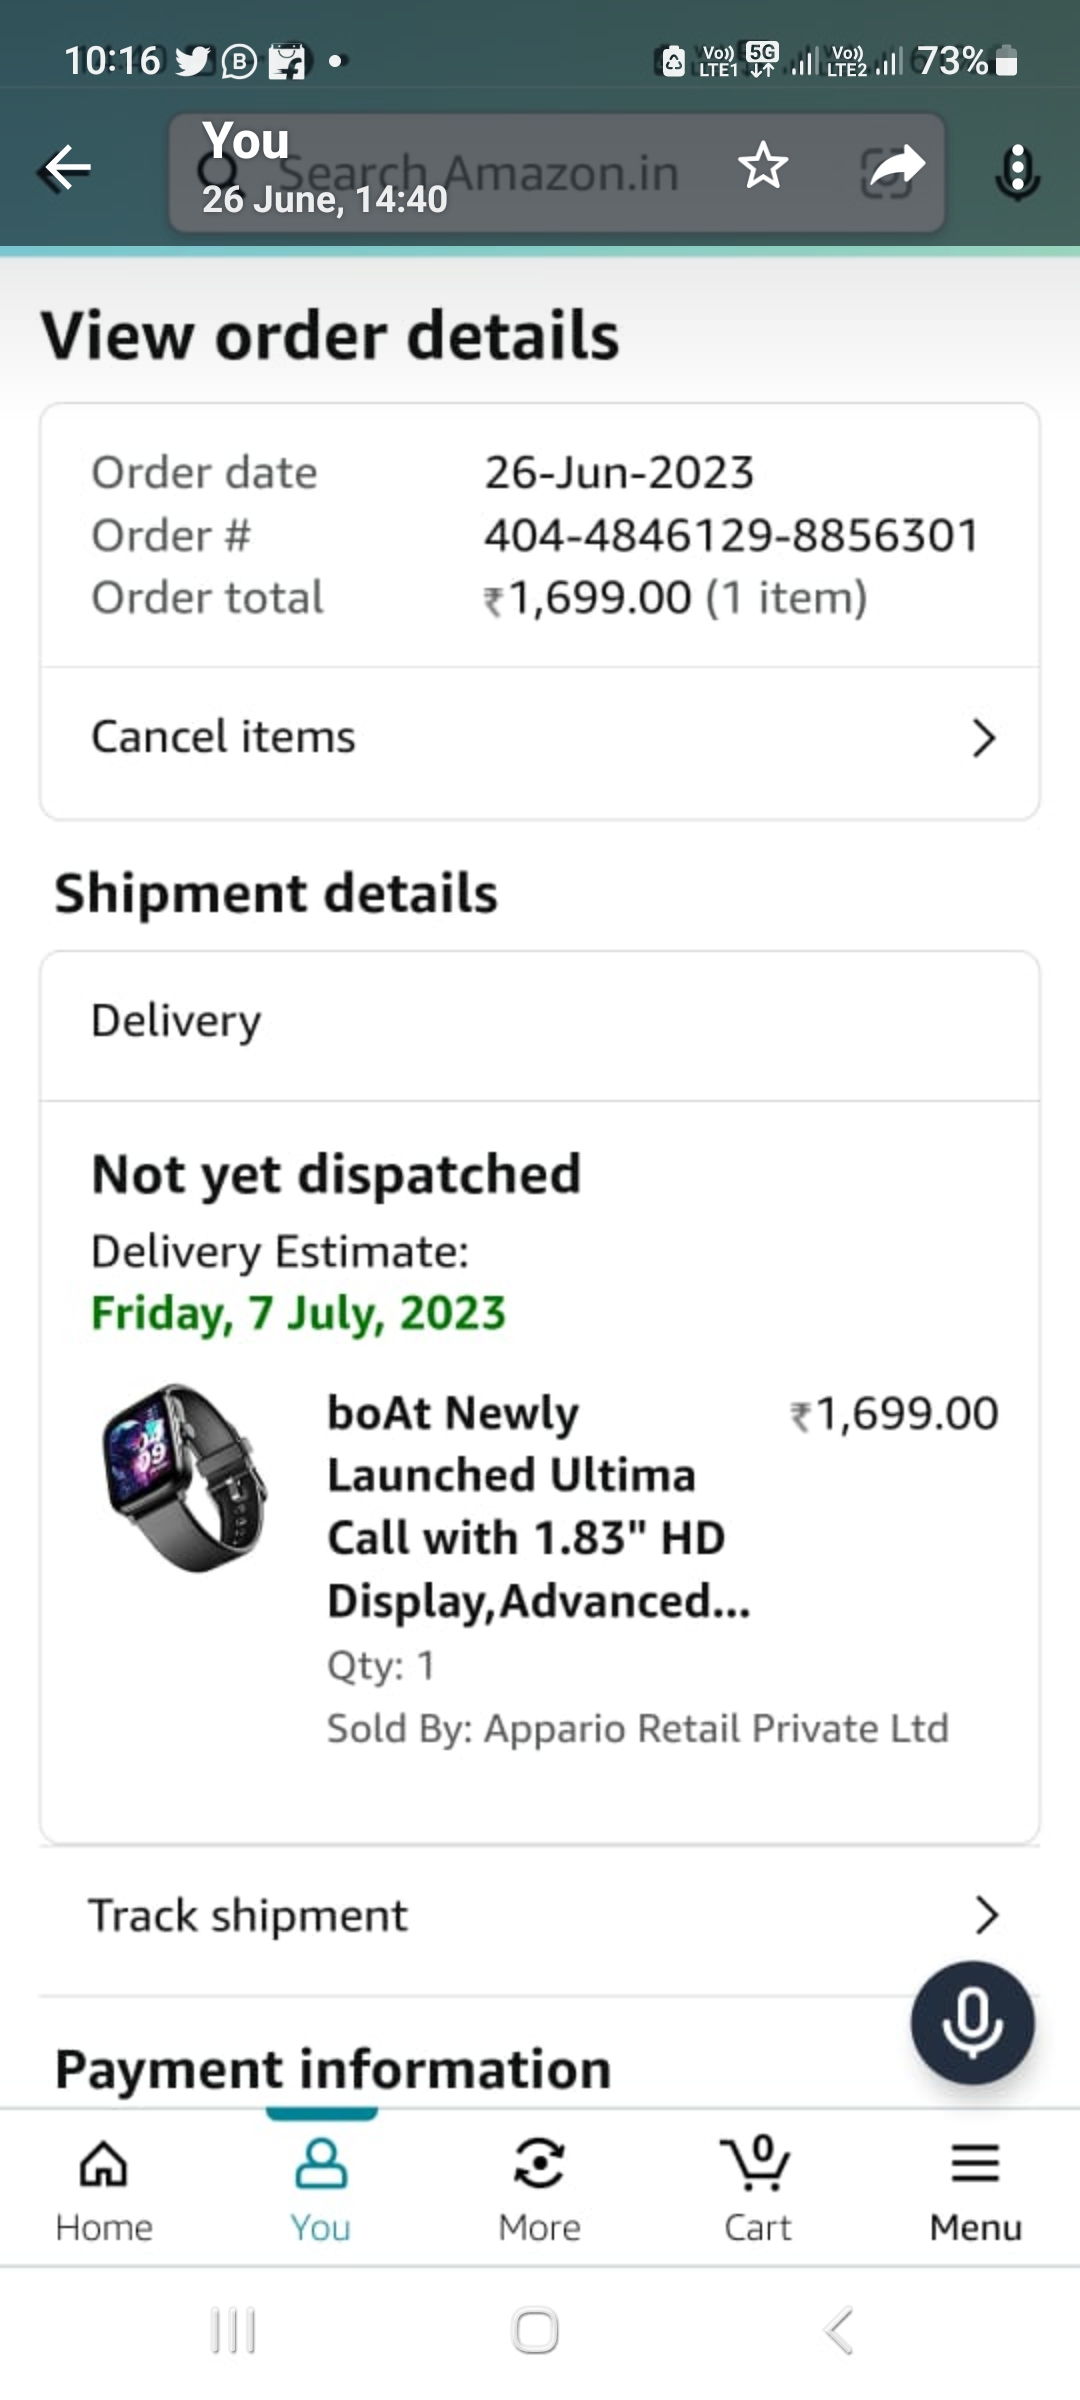 10:16
Vo)) LTE1 5G Vo)) LTE2 73%
You
Search Amazon.in
26 June, 14:40
View order details
Order date 26-Jun-2023
Order # 404-4846129-8856301
Order total ₹1,699.00 (1 item)
Cancel items
Shipment details
Delivery
Not yet dispatched
Delivery Estimate:
Friday, 7 July, 2023
boAt Newly ₹1,699.00
Launched Ultima
Call with 1.83" HD
Display,Advanced...
Qty: 1
Sold By: Appario Retail Private Ltd
Track shipment
Payment information
0
Home You More Cart Menu